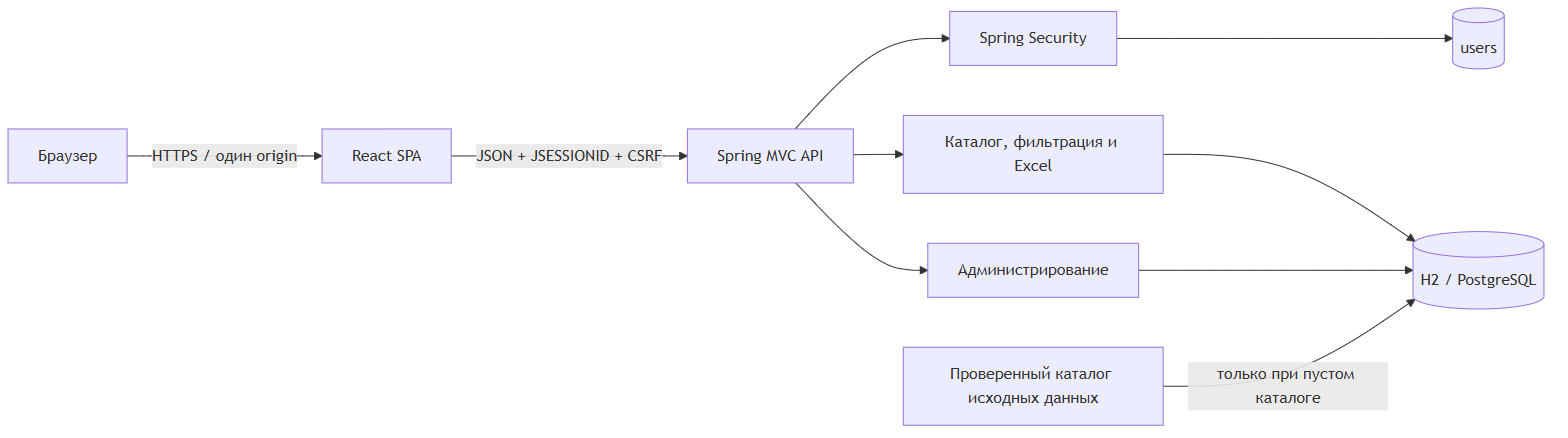 Браузер
HTTPS / один origin
React SPA
JSON + JSESSIONID + CSRF
Spring MVC API
Spring Security
users
Каталог, фильтрация и
Excel
Администрирование
H2 / PostgreSQL
Проверенный каталог
исходных данных
только при пустом
каталоге